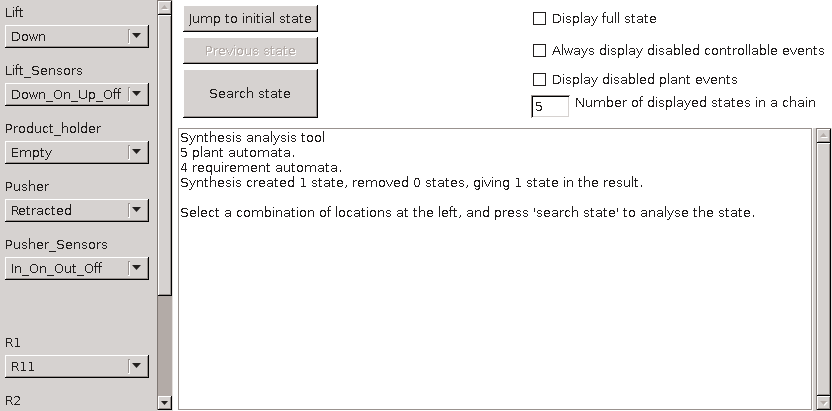 Lift
Down
Lift_Sensors
Down_On_Up_Off
Product_holder
Empty
Pusher
Retracted
Pusher_Sensors
In_On_Out_Off
R1
R11
R2
Jump to initial state
Previous state
Search state
Display full state
Always display disabled controllable events
Display disabled plant events
5 Number of displayed states in a chain
Synthesis analysis tool
5 plant automata.
4 requirement automata.
Synthesis created 1 state, removed 0 states, giving 1 state in the result.
Select a combination of locations at the left, and press 'search state' to analyse the state.